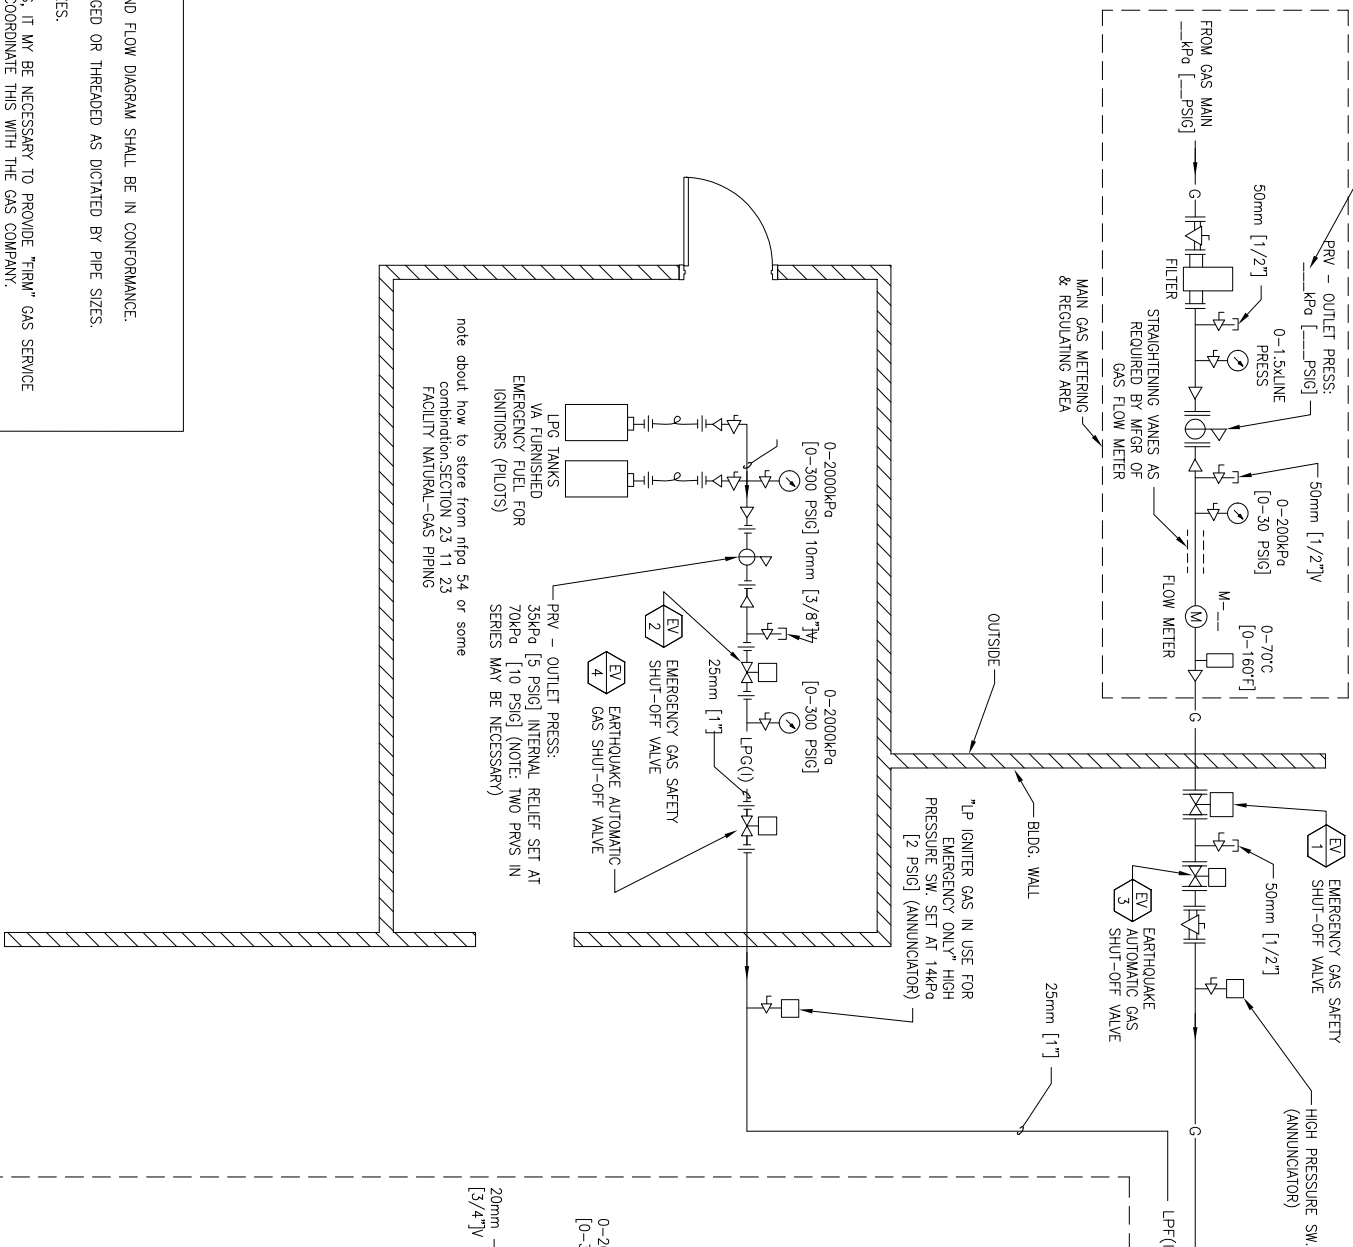 FROM GAS MAIN
__kPa [__PSIG]
G
50mm [1/2"]
FILTER
PRV - OUTLET PRESS:
___kPa [___PSIG]
0-1.5xLINE
PRESS
STRAIGHTENING VANES AS
REQUIRED BY MFGR OF
GAS FLOW METER
MAIN GAS METERING
& REGULATING AREA
50mm [1/2"]V
0-200kPa
[0-30 PSIG]
M-__
M
FLOW METER
0-70°C
[0-160°F]
G
OUTSIDE
BLDG. WALL
EV
1
EMERGENCY GAS SAFETY
SHUT-OFF VALVE
50mm [1/2"]
EV
3
EARTHQUAKE
AUTOMATIC GAS
SHUT-OFF VALVE
HIGH PRESSURE SW.
(ANNUNCIATOR)
G
"LP IGNITER GAS IN USE FOR
EMERGENCY ONLY" HIGH
PRESSURE SW. SET AT 14kPa
[2 PSIG] (ANNUNCIATOR)
25mm [1"]
0-2000kPa
[0-300 PSIG]
10mm [3/8"]V
0-2000kPa
[0-300 PSIG]
LPG(I)
25mm [1"]
EV
2
EMERGENCY GAS SAFETY
SHUT-OFF VALVE
EV
4
EARTHQUAKE AUTOMATIC
GAS SHUT-OFF VALVE
PRV - OUTLET PRESS:
35kPa [5 PSIG] INTERNAL RELIEF SET AT
70kPa [10 PSIG] (NOTE: TWO PRVS IN
SERIES MAY BE NECESSARY)
LPG TANKS
VA FURNISHED
EMERGENCY FUEL FOR
IGNITIORS (PILOTS)
note about how to store from nfpa 54 or some
combination.SECTION 23 11 23
FACILITY NATURAL-GAS PIPING
ND FLOW DIAGRAM SHALL BE IN CONFORMANCE.
GED OR THREADED AS DICTATED BY PIPE SIZES.
ES.
S, IT MY BE NECESSARY TO PROVIDE "FIRM" GAS SERVICE
COORDINATE THIS WITH THE GAS COMPANY.
20mm
[3/4"]V